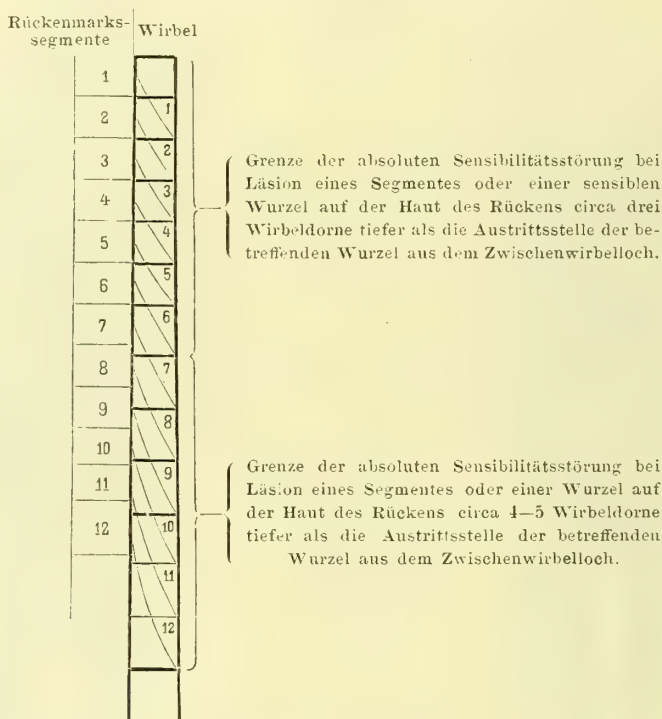 Rückenmarks-
segmente
Wirbel
1
2
3
4
5
6
7
8
9
10
11
12
1
2
3
4
5
6
7
8
9
10
11
12
Grenze der absoluten Sensibilitätsstörung bei
Läsion eines Segmentes oder einer sensiblen
Wurzel auf der Haut des Rückens circa drei
Wirbeldorne tiefer als die Austrittsstelle der be-
treffenden Wurzel aus dem Zwischenwirbelloch.
Grenze der absoluten Sensibilitätsstörung bei
Läsion eines Segmentes oder einer Wurzel auf
der Haut des Rückens circa 4—5 Wirbeldorne
tiefer als die Austrittsstelle der betreffenden
Wurzel aus dem Zwischenwirbelloch.